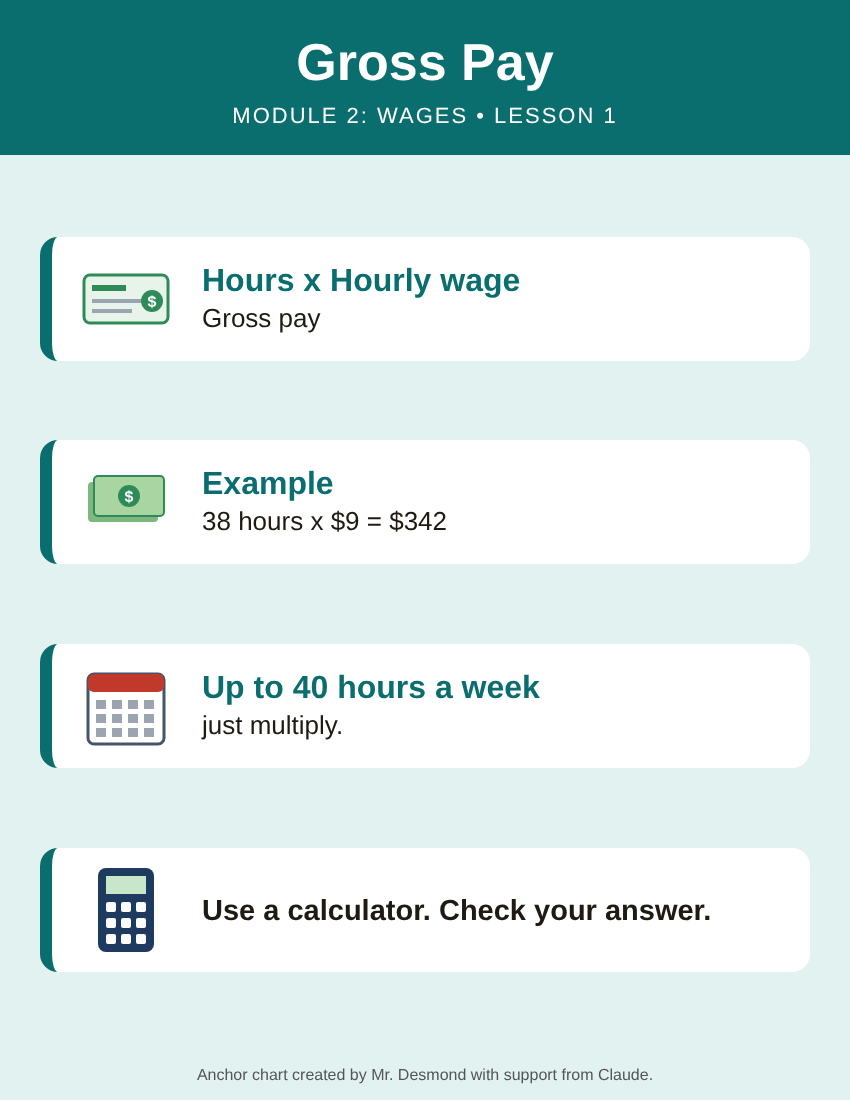 Gross Pay
MODULE 2: WAGES • LESSON 1
$
Hours x Hourly wage
Gross pay
$
Example
38 hours x $9 = $342
Up to 40 hours a week
just multiply.
Use a calculator. Check your answer.
Anchor chart created by Mr. Desmond with support from Claude.